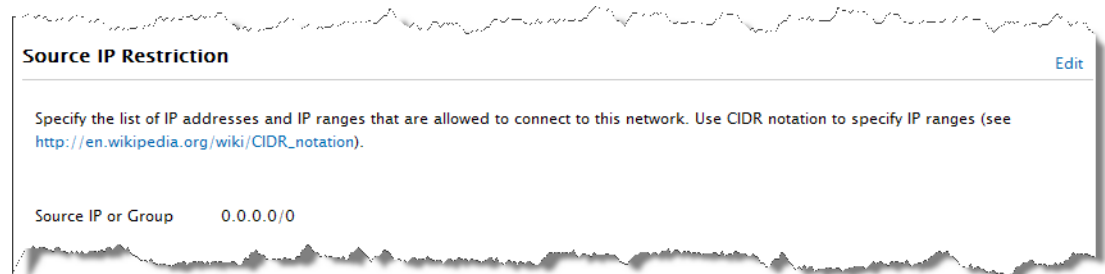 Source IP Restriction
Edit
Specify the list of IP addresses and IP ranges that are allowed to connect to this network. Use CIDR notation to specify IP ranges (see
http://en.wikipedia.org/wiki/CIDR_notation).
Source IP or Group 0.0.0.0/0